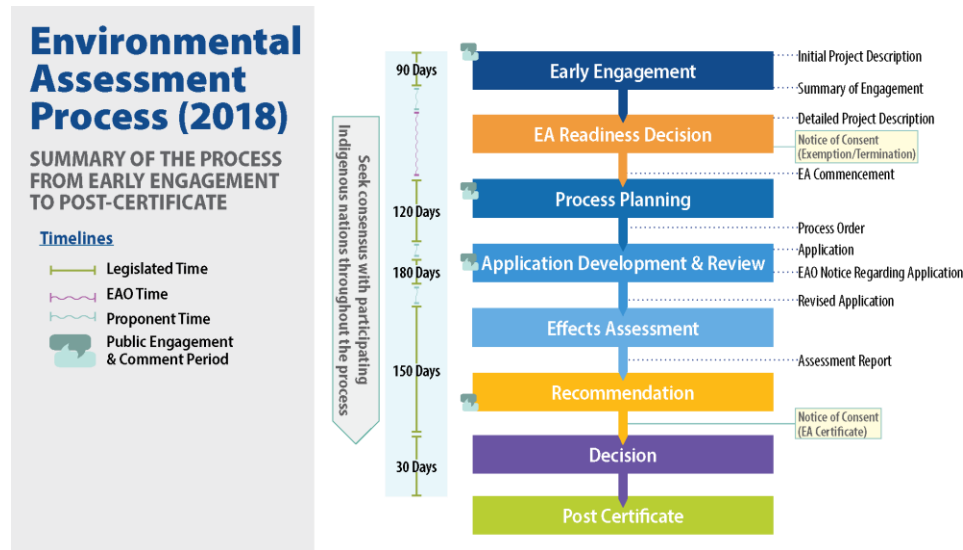 Environmental
Assessment
Process (2018)
SUMMARY OF THE PROCESS
FROM EARLY ENGAGEMENT
TO POST-CERTIFICATE
Timelines
Legislated Time
EAO Time
Proponent Time
Public Engagement
& Comment Period
Seek consensus with participating
Indigenous nations throughout the process
90 Days
120 Days
180 Days
150 Days
30 Days
Early Engagement
EA Readiness Decision
Process Planning
Application Development & Review
Effects Assessment
Recommendation
Decision
Post Certificate
Initial Project Description
Summary of Engagement
Detailed Project Description
Notice of Consent
(Exemption/Termination)
EA Commencement
Process Order
Application
EAO Notice Regarding Application
Revised Application
Assessment Report
Notice of Consent
(EA Certificate)